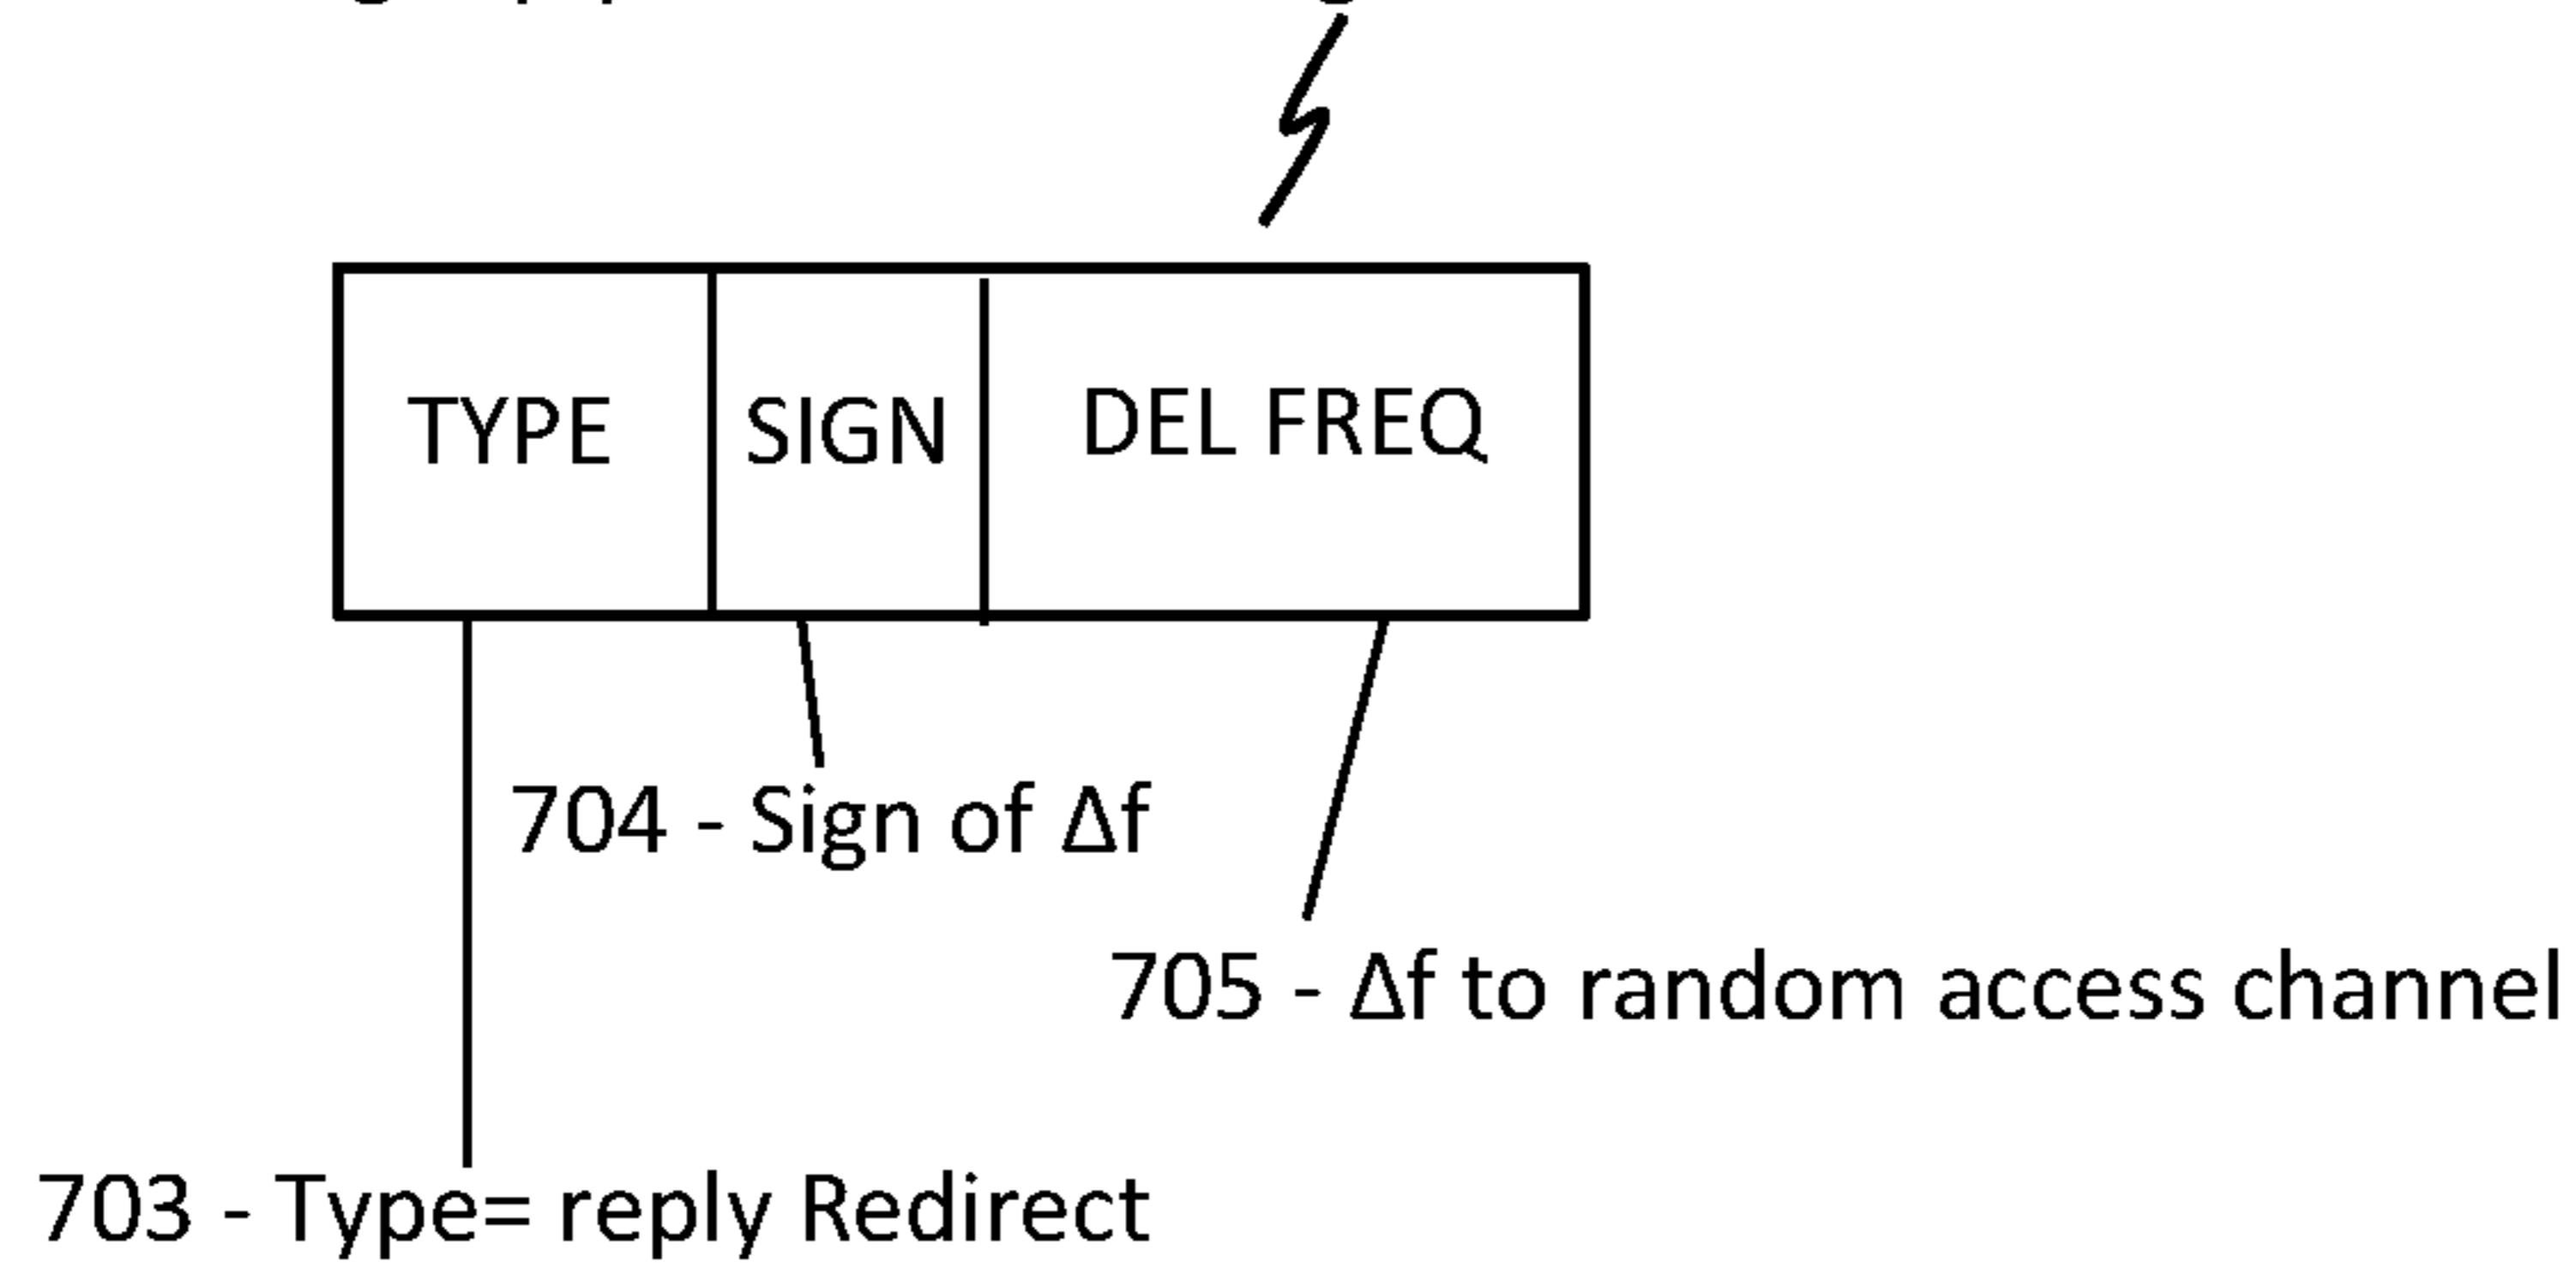 TYPE SIGN DEL FREQ
704 - Sign of Δf
705 - Δf to random access channel
703 - Type= reply Redirect